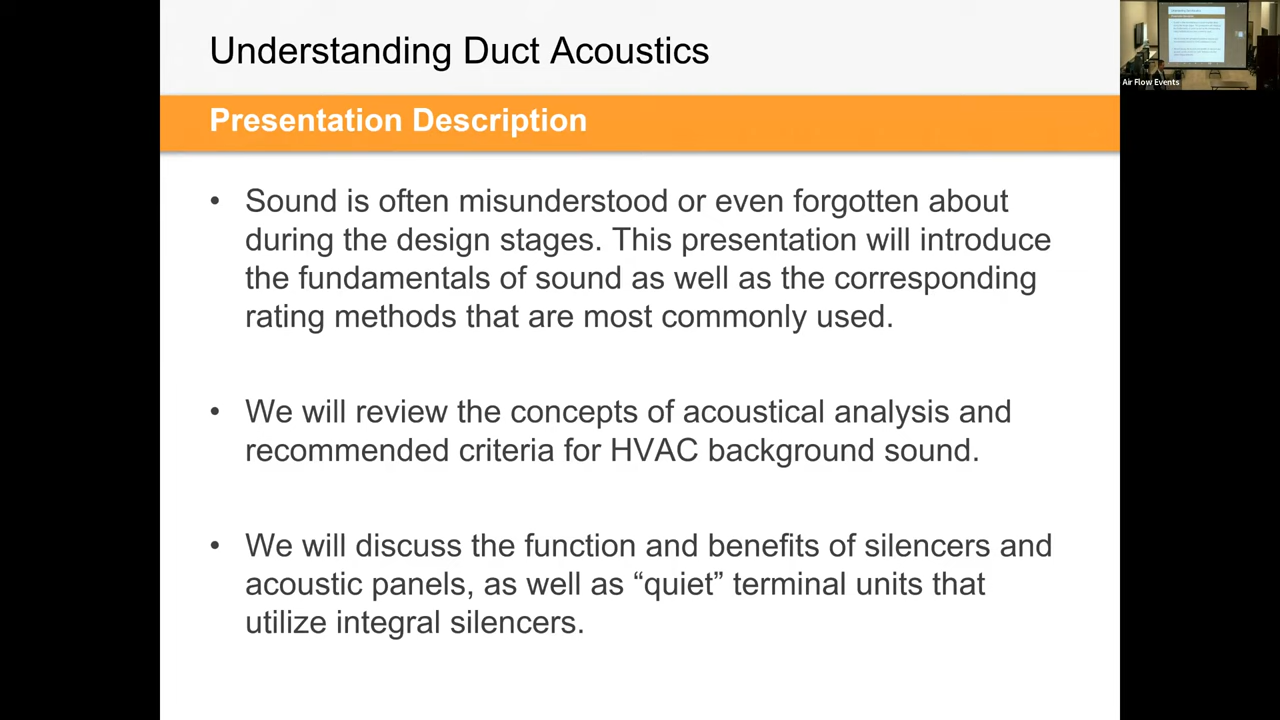 Understanding Duct Acoustics
Presentation Description
• Sound is often misunderstood or even forgotten about
during the design stages. This presentation will introduce
the fundamentals of sound as well as the corresponding
rating methods that are most commonly used.
• We will review the concepts of acoustical analysis and
recommended criteria for HVAC background sound.
• We will discuss the function and benefits of silencers and
acoustic panels, as well as “quiet” terminal units that
utilize integral silencers.
Air Flow Events